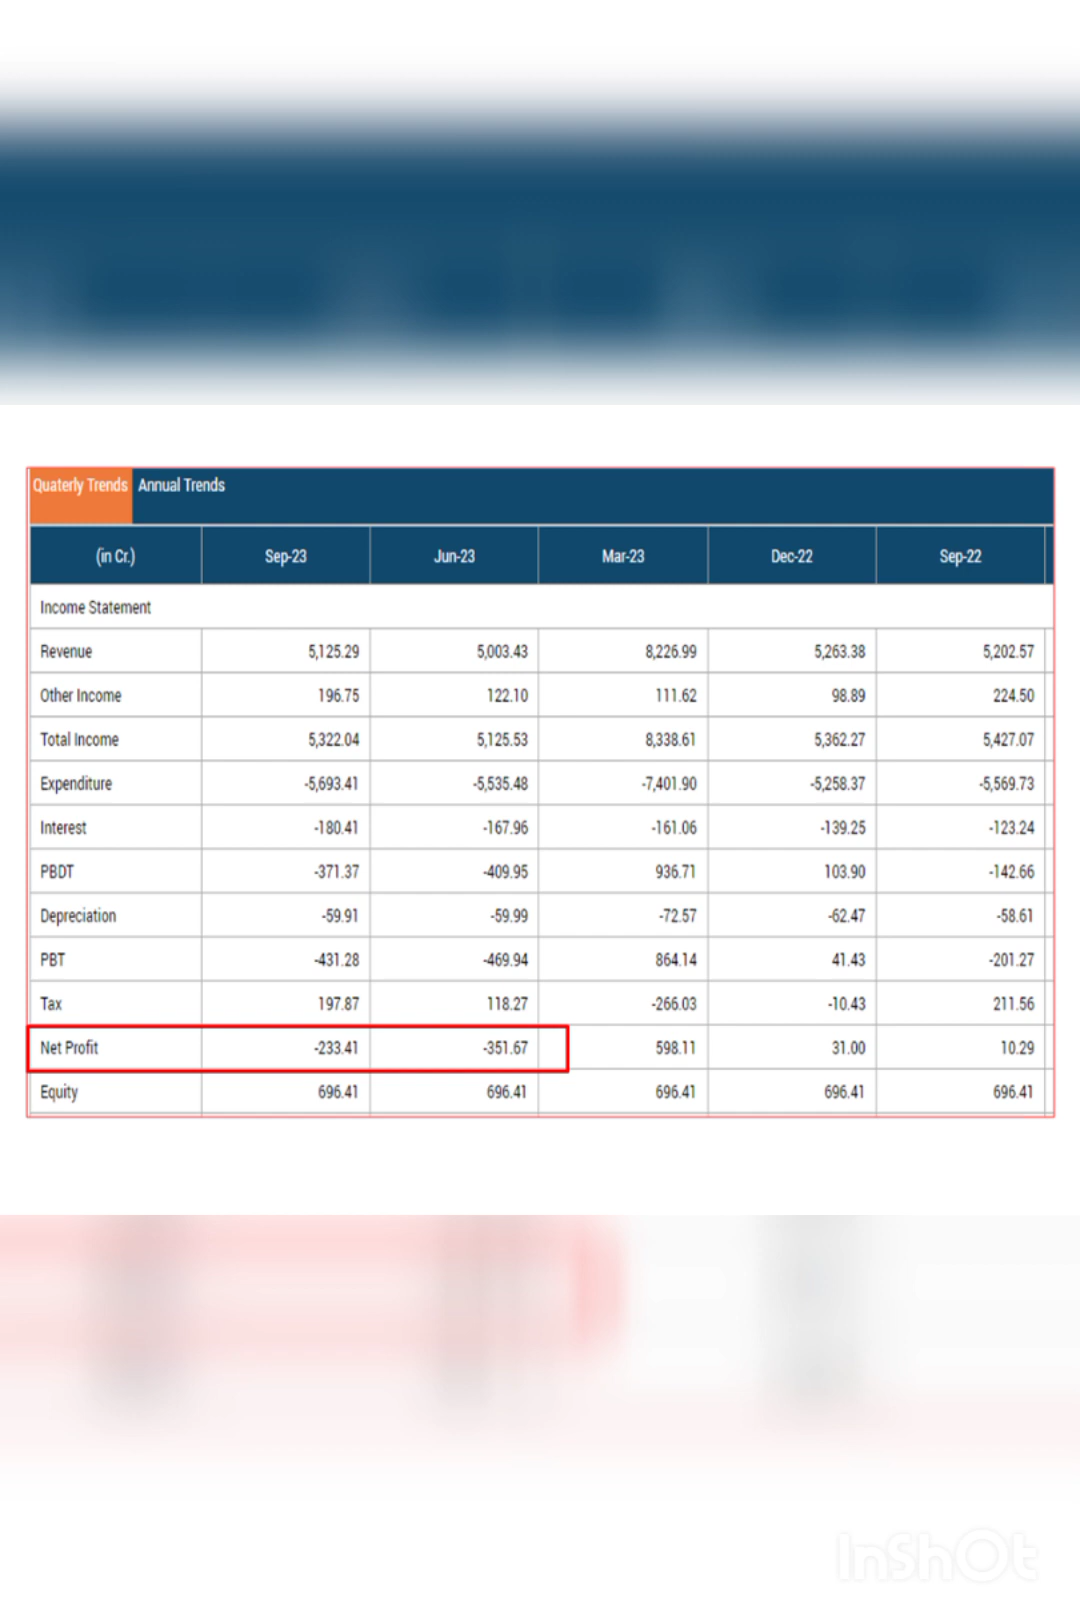 Quaterly Trends Annual Trends
(in Cr.) Sep-23 Jun-23 Mar-23 Dec-22 Sep-22
Income Statement
Revenue 5,125.29 5,003.43 8,226.99 5,263.38 5,202.57
Other Income 196.75 122.10 111.62 98.89 224.50
Total Income 5,322.04 5,125.53 8,338.61 5,362.27 5,427.07
Expenditure -5,693.41 -5,535.48 -7,401.90 -5,258.37 -5,569.73
Interest -180.41 -167.96 -161.06 -139.25 -123.24
PBDT -371.37 -409.95 936.71 103.90 -142.66
Depreciation -59.91 -59.99 -72.57 -62.47 -58.61
PBT -431.28 -469.94 864.14 41.43 -201.27
Tax 197.87 118.27 -266.03 -10.43 211.56
Net Profit -233.41 -351.67 598.11 31.00 10.29
Equity 696.41 696.41 696.41 696.41 696.41
InShOt